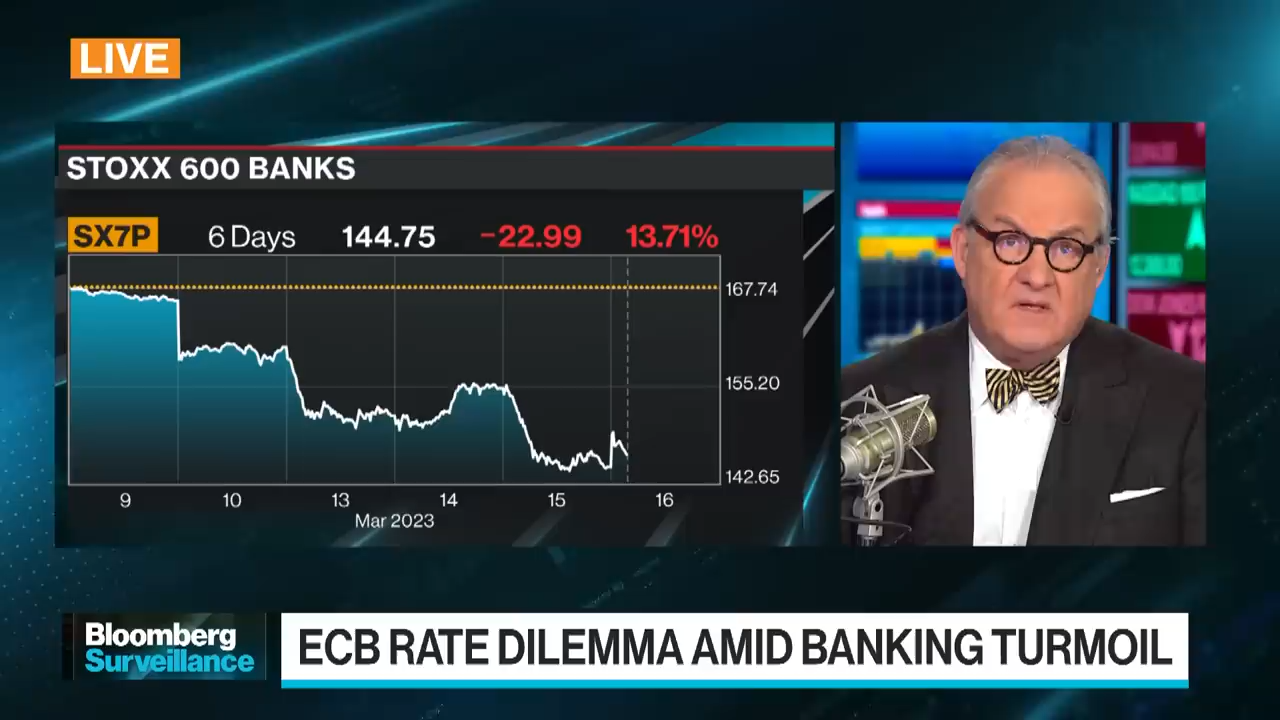 LIVE
STOXX 600 BANKS
SX7P 6 Days 144.75 -22.99 13.71%
167.74
155.20
142.65
9 10 13 14 15 16
Mar 2023
Bloomberg
Surveillance
ECB RATE DILEMMA AMID BANKING TURMOIL